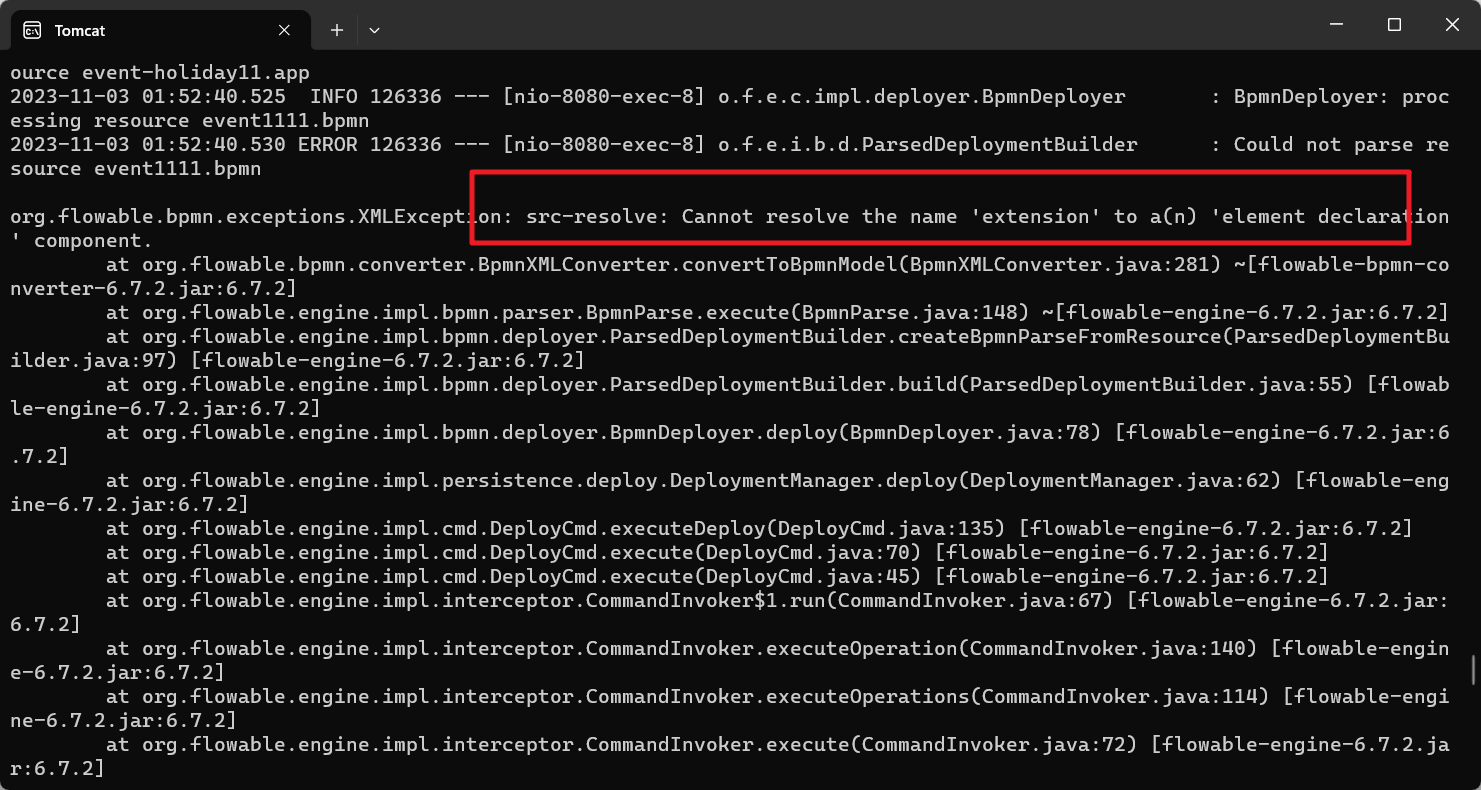 Tomcat
ource event-holiday11.app
2023-11-03 01:52:40.525  INFO 126336 --- [nio-8080-exec-8] o.f.e.c.impl.deployer.BpmnDeployer       : BpmnDeployer: proc
essing resource event1111.bpmn
2023-11-03 01:52:40.530 ERROR 126336 --- [nio-8080-exec-8] o.f.e.i.b.d.ParsedDeploymentBuilder      : Could not parse re
source event1111.bpmn
org.flowable.bpmn.exceptions.XMLException: src-resolve: Cannot resolve the name 'extension' to a(n) 'element declaration
' component.
        at org.flowable.bpmn.converter.BpmnXMLConverter.convertToBpmnModel(BpmnXMLConverter.java:281) ~[flowable-bpmn-co
nverter-6.7.2.jar:6.7.2]
        at org.flowable.engine.impl.bpmn.parser.BpmnParse.execute(BpmnParse.java:148) ~[flowable-engine-6.7.2.jar:6.7.2]
        at org.flowable.engine.impl.bpmn.deployer.ParsedDeploymentBuilder.createBpmnParseFromResource(ParsedDeploymentBu
ilder.java:97) [flowable-engine-6.7.2.jar:6.7.2]
        at org.flowable.engine.impl.bpmn.deployer.ParsedDeploymentBuilder.build(ParsedDeploymentBuilder.java:55) [flowab
le-engine-6.7.2.jar:6.7.2]
        at org.flowable.engine.impl.bpmn.deployer.BpmnDeployer.deploy(BpmnDeployer.java:78) [flowable-engine-6.7.2.jar:6
.7.2]
        at org.flowable.engine.impl.persistence.deploy.DeploymentManager.deploy(DeploymentManager.java:62) [flowable-eng
ine-6.7.2.jar:6.7.2]
        at org.flowable.engine.impl.cmd.DeployCmd.executeDeploy(DeployCmd.java:135) [flowable-engine-6.7.2.jar:6.7.2]
        at org.flowable.engine.impl.cmd.DeployCmd.execute(DeployCmd.java:70) [flowable-engine-6.7.2.jar:6.7.2]
        at org.flowable.engine.impl.cmd.DeployCmd.execute(DeployCmd.java:45) [flowable-engine-6.7.2.jar:6.7.2]
        at org.flowable.engine.impl.interceptor.CommandInvoker$1.run(CommandInvoker.java:67) [flowable-engine-6.7.2.jar:
6.7.2]
        at org.flowable.engine.impl.interceptor.CommandInvoker.executeOperation(CommandInvoker.java:140) [flowable-engin
e-6.7.2.jar:6.7.2]
        at org.flowable.engine.impl.interceptor.CommandInvoker.executeOperations(CommandInvoker.java:114) [flowable-engi
ne-6.7.2.jar:6.7.2]
        at org.flowable.engine.impl.interceptor.CommandInvoker.execute(CommandInvoker.java:72) [flowable-engine-6.7.2.ja
r:6.7.2]